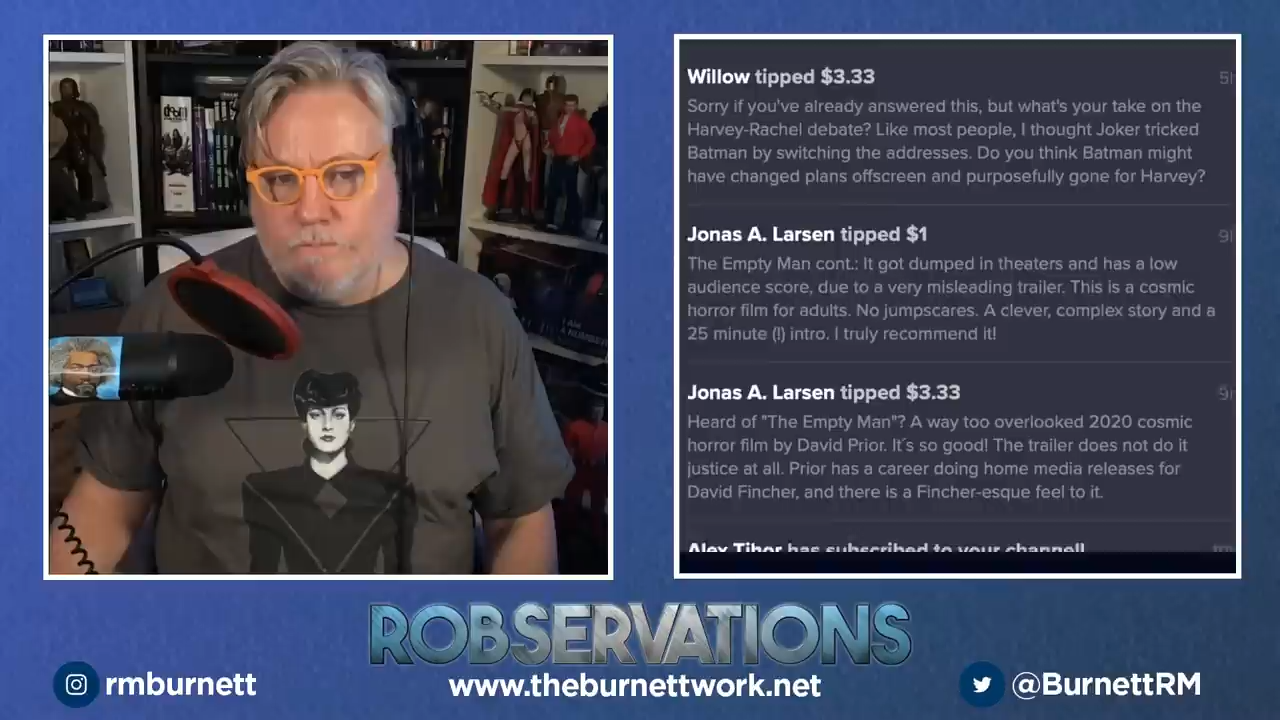 Willow tipped $3.33
Sorry if you've already answered this, but what's your take on the
Harvey-Rachel debate? Like most people, I thought Joker tricked
Batman by switching the addresses. Do you think Batman might
have changed plans offscreen and purposefully gone for Harvey?
Jonas A. Larsen tipped $1
The Empty Man cont.: It got dumped in theaters and has a low
audience score, due to a very misleading trailer. This is a cosmic
horror film for adults. No jumpscares. A clever, complex story and a
25 minute (!) intro. I truly recommend it!
Jonas A. Larsen tipped $3.33
Heard of "The Empty Man"? A way too overlooked 2020 cosmic
horror film by David Prior. It´s so good! The trailer does not do it
justice at all. Prior has a career doing home media releases for
David Fincher, and there is a Fincher-esque feel to it.
Alex Tihor has subscribed to your channel!
ROBSERVATIONS
rmburnett
www.theburnettwork.net
@BurnettRM